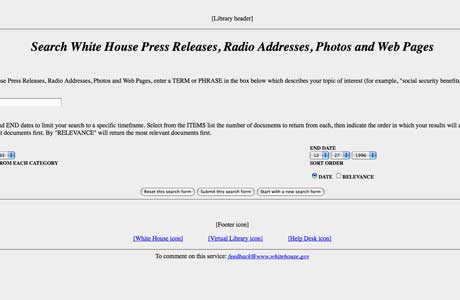 [Library header]
Search White House Press Releases, Radio Addresses, Photos and Web Pages
se Press Releases, Radio Addresses, Photos and Web Pages, enter a TERM or PHRASE in the box below which describes your topic of interest (for example, "social security benefits
nd END dates to limit your search to a specific timeframe. Select from the ITEMS list the number of documents to return from each, then indicate the order in which your results will a
t documents first. By "RELEVANCE" will return the most relevant documents first.
END DATE
93 12 27 1996
ROM EACH CATEGORY SORT ORDER
DATE RELEVANCE
Reset this search form Submit this search form Start with a new search form
[Footer icon]
[White House icon] [Virtual Library icon] [Help Desk icon]
To comment on this service: feedback@www.whitehouse.gov